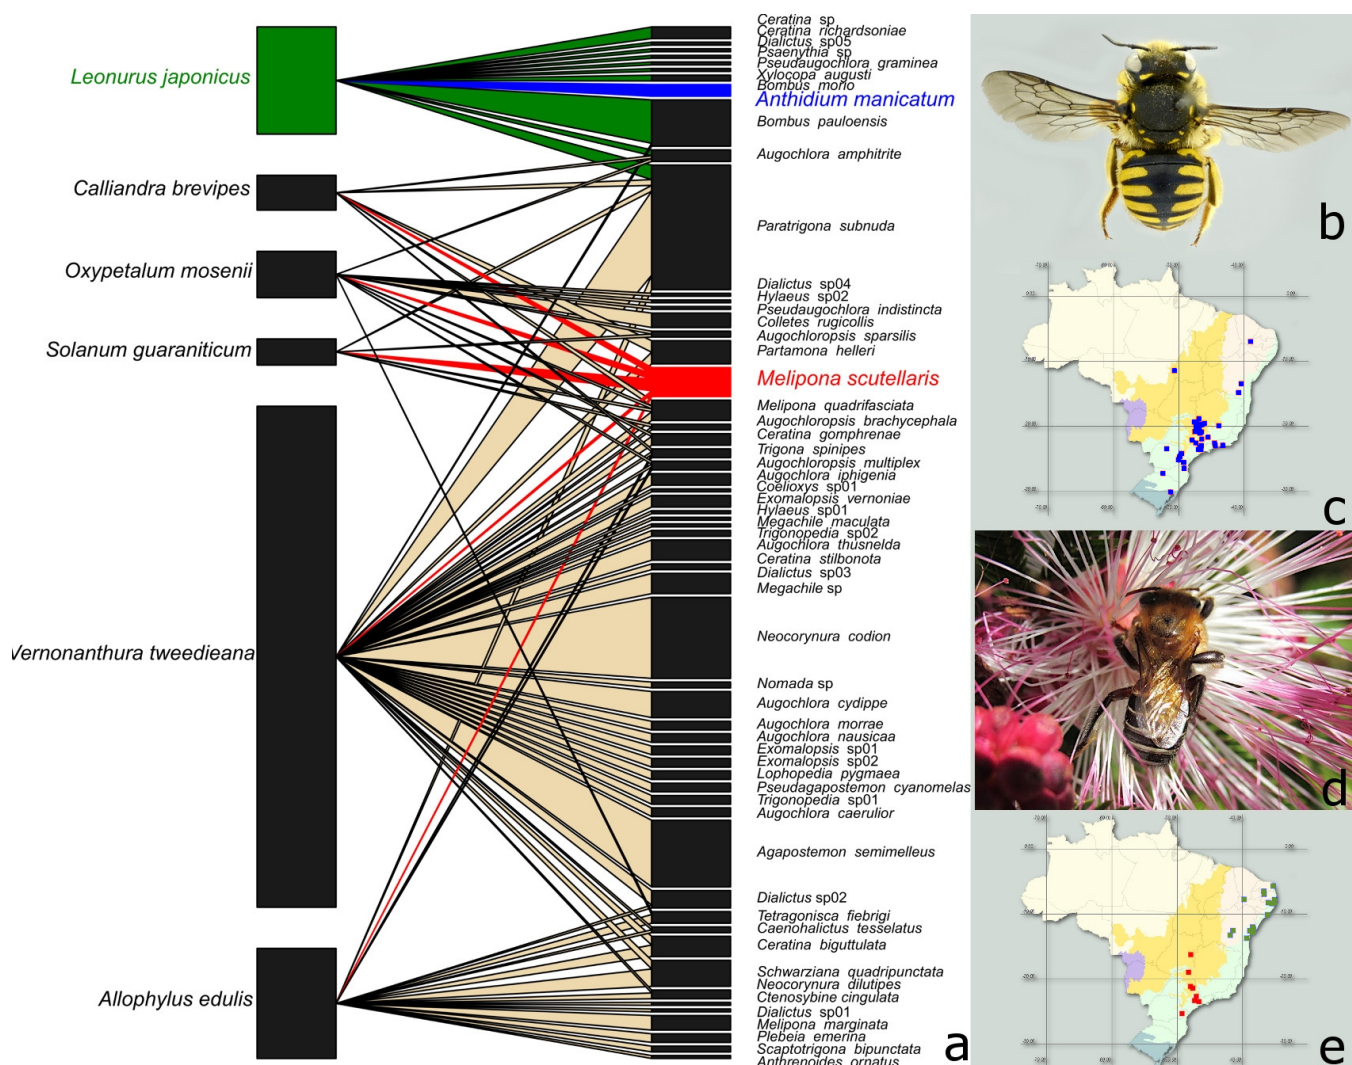 Leonurus japonicus
Calliandra brevipes
Oxypetalum mosenii
Solanum guaraniticum
Vernonanthura tweedieana
Allophylus edulis
Ceratina sp
Ceratina richardsoniae
Dialictus sp05
Psaenythia sp
Pseudaugochlora graminea
Xylocopa augusti
Bombus morio
Anthidium manicatum
Bombus pauloensis
Augochlora amphitrite
Paratrigona subnuda
Dialictus sp04
Hylaeus sp02
Pseudaugochlora indistincta
Colletes rugicollis
Augochloropsis sparsilis
Partamona helleri
Melipona scutellaris
Melipona quadrifasciata
Augochloropsis brachycephala
Ceratina gomphrenae
Trigona spinipes
Augochloropsis multiplex
Augochlora iphigenia
Coelioxys sp01
Exomalopsis vernoniae
Hylaeus sp01
Megachile maculata
Trigonopedia sp02
Augochlora thusnelda
Ceratina stilbonota
Dialictus sp03
Megachile sp
Neocorynura codion
Nomada sp
Augochlora cydippe
Augochlora morrae
Augochlora nausicaa
Exomalopsis sp01
Exomalopsis sp02
Lophopedia pygmaea
Pseudagapostemon cyanomelas
Trigonopedia sp01
Augochlora caerulior
Agapostemon semimelleus
Dialictus sp02
Tetragonisca fiebrigi
Caenohalictus tesselatus
Ceratina biguttulata
Schwarziana quadripunctata
Neocorynura dilutipes
Ctenosybine cingulata
Dialictus sp01
Melipona marginata
Plebeia emerina
Scaptotrigona bipunctata
Anthrenoides ornatus
a
b
c
d
e